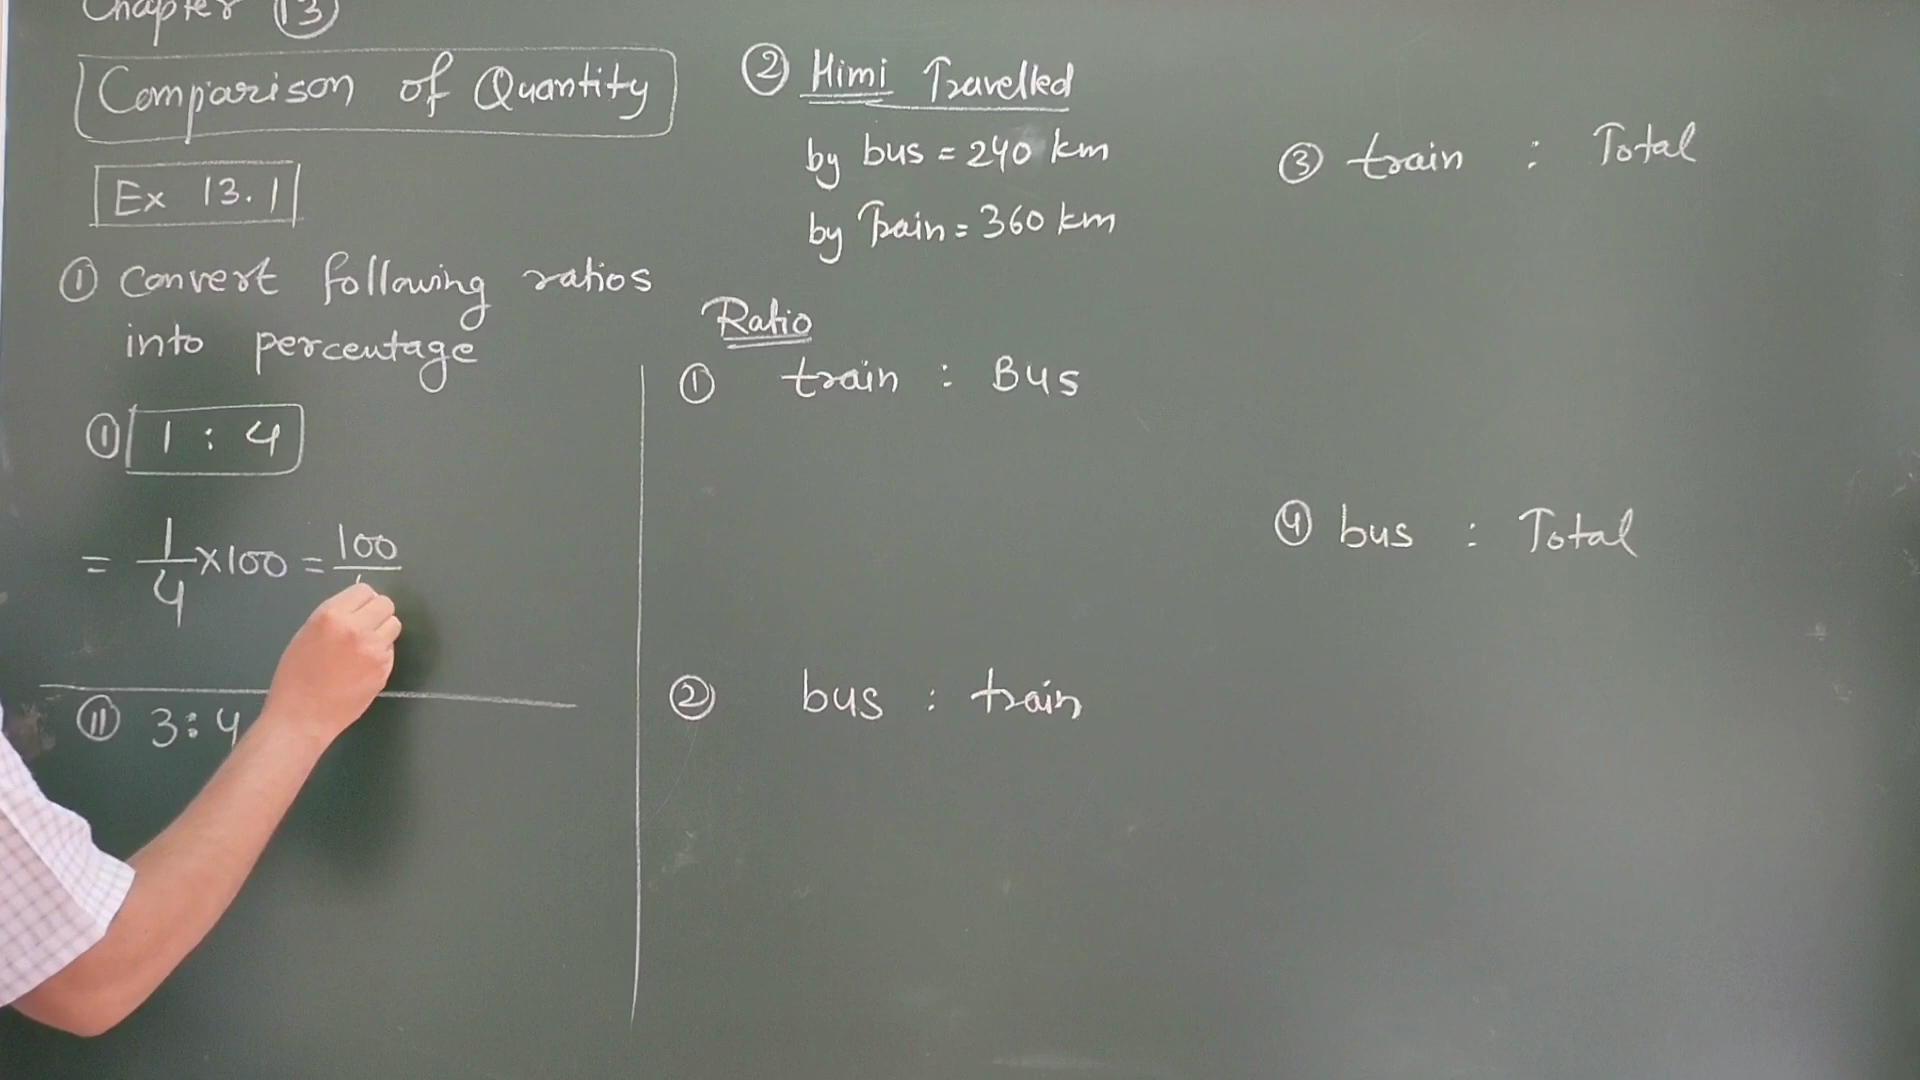 Chapter 13
Comparison of Quantity
Ex 13.1
① Convert following ratios
into percentage
① 1 : 4
= 1/4 × 100 = 100/
⑪ 3 : 4
② Himi Travelled
by bus = 240 km
by Train = 360 km
Ratio
① train : Bus
② bus : train
③ train : Total
④ bus : Total